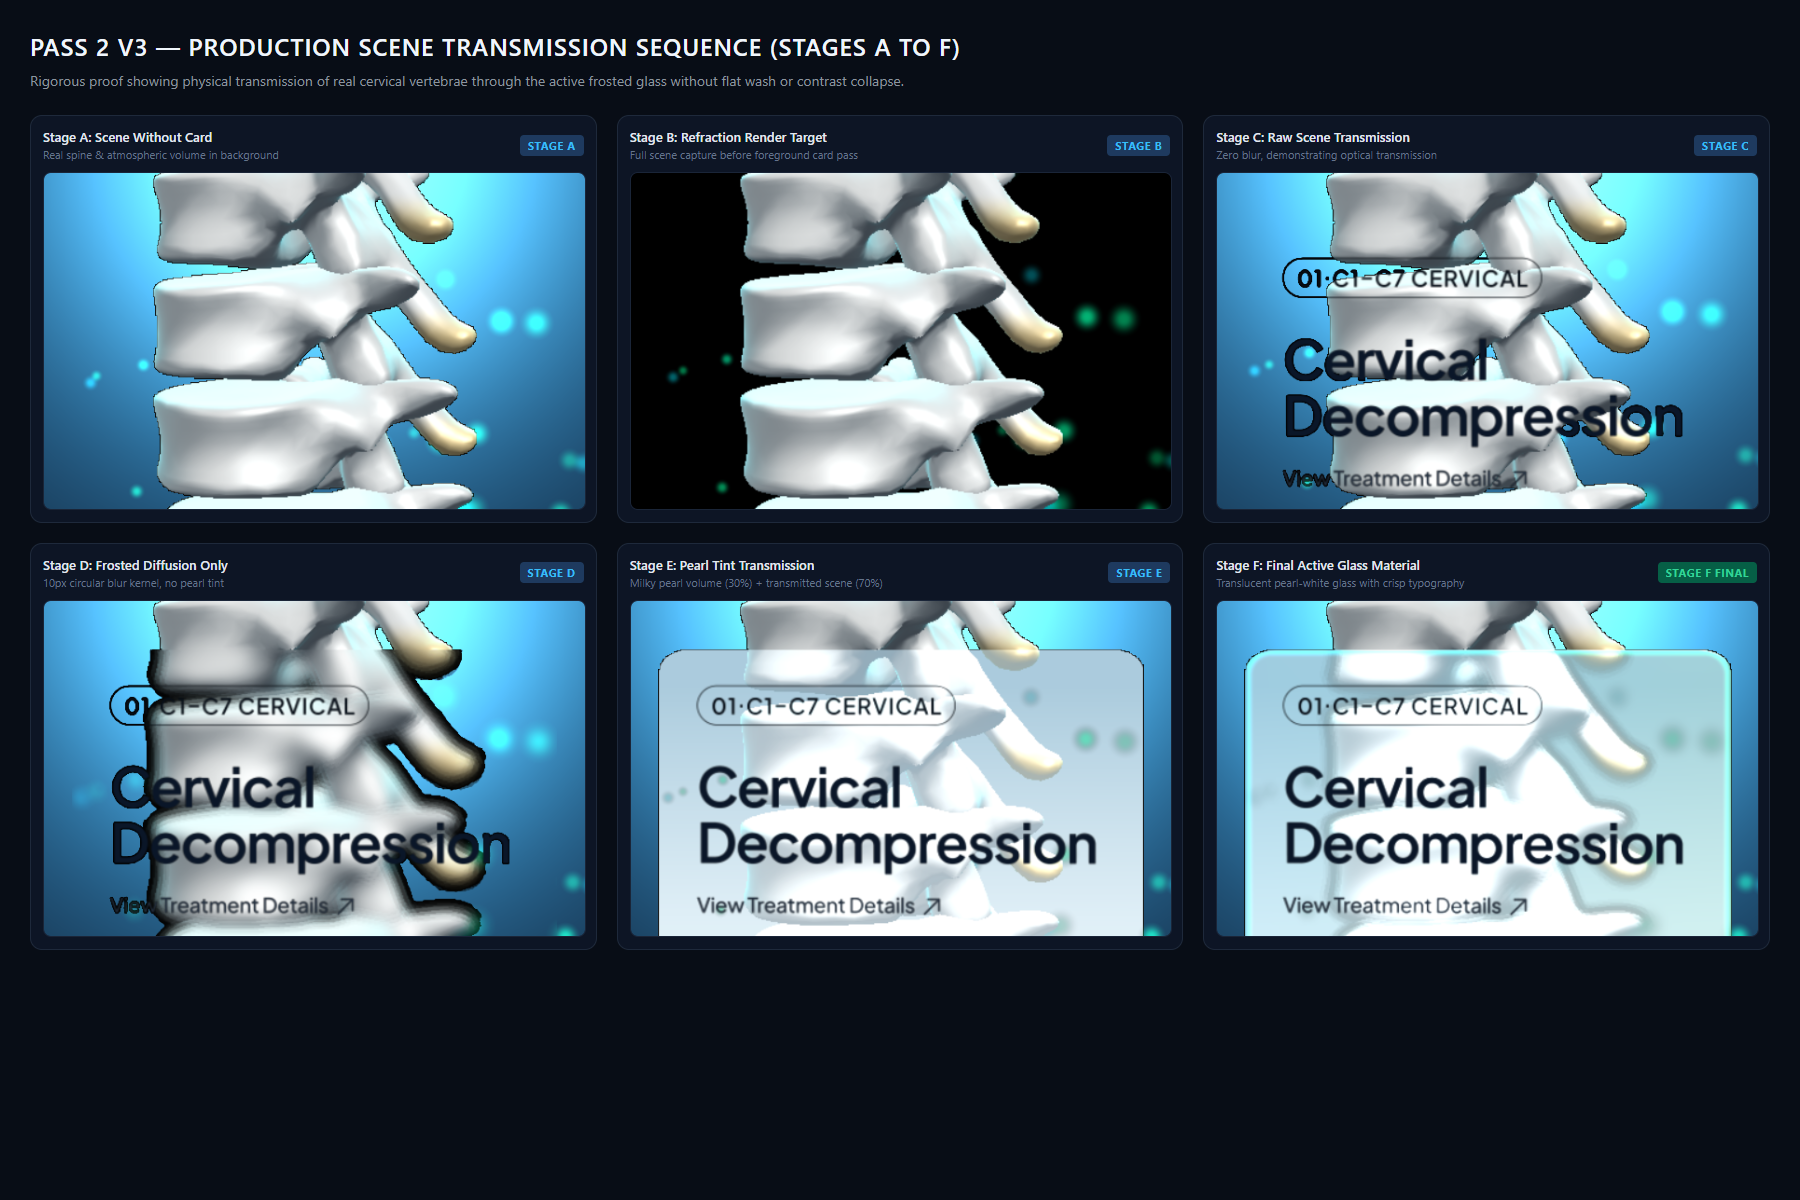 PASS 2 V3 — PRODUCTION SCENE TRANSMISSION SEQUENCE (STAGES A TO F)
Rigorous proof showing physical transmission of real cervical vertebrae through the active frosted glass without flat wash or contrast collapse.
Stage A: Scene Without Card
Real spine & atmospheric volume in background
STAGE A
Stage B: Refraction Render Target
Full scene capture before foreground card pass
STAGE B
Stage C: Raw Scene Transmission
Zero blur, demonstrating optical transmission
STAGE C
01·C1–C7 CERVICAL
Cervical
Decompression
View Treatment Details ↗
Stage D: Frosted Diffusion Only
10px circular blur kernel, no pearl tint
STAGE D
01·C1–C7 CERVICAL
Cervical
Decompression
View Treatment Details ↗
Stage E: Pearl Tint Transmission
Milky pearl volume (30%) + transmitted scene (70%)
STAGE E
01·C1–C7 CERVICAL
Cervical
Decompression
View Treatment Details ↗
Stage F: Final Active Glass Material
Translucent pearl-white glass with crisp typography
STAGE F FINAL
01·C1–C7 CERVICAL
Cervical
Decompression
View Treatment Details ↗